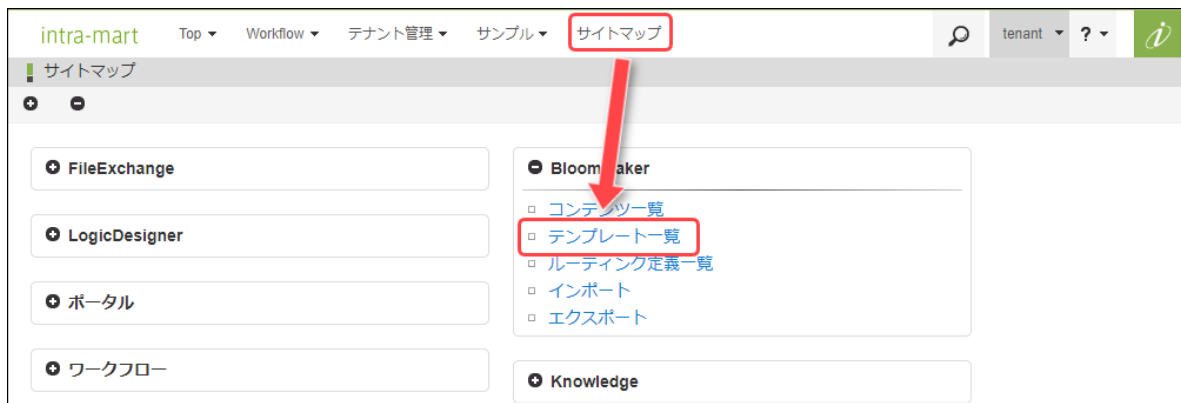 intra-mart Top Workflow テナント管理 サンプル サイトマップ tenant ? i
サイトマップ
FileExchange
LogicDesigner
ポータル
ワークフロー
Bloom aker
コンテンツ一覧
テンプレート一覧
ルーティング定義一覧
インポート
エクスポート
Knowledge